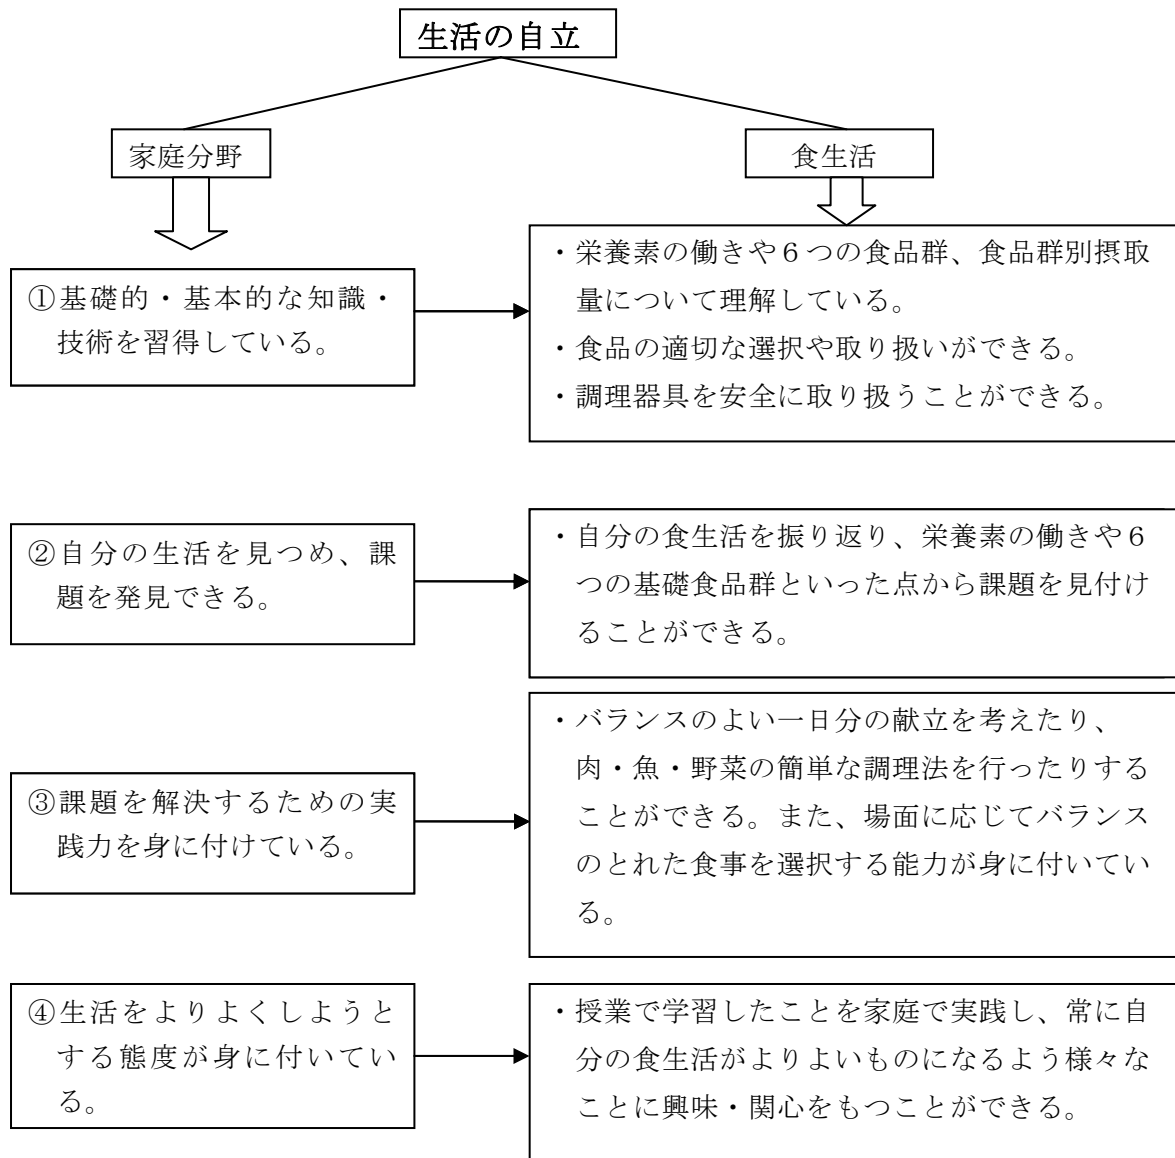 生活の自立
家庭分野
食生活
①基礎的・基本的な知識・
技術を習得している。
・栄養素の働きや６つの食品群、食品群別摂取
量について理解している。
・食品の適切な選択や取り扱いができる。
・調理器具を安全に取り扱うことができる。
②自分の生活を見つめ、課
題を発見できる。
・自分の食生活を振り返り、栄養素の働きや６
つの基礎食品群といった点から課題を見付け
ることができる。
③課題を解決するための実
践力を身に付けている。
・バランスのよい一日分の献立を考えたり、
肉・魚・野菜の簡単な調理法を行ったりする
ことができる。また、場面に応じてバランス
のとれた食事を選択する能力が身に付いてい
る。
④生活をよりよくしようと
する態度が身に付いてい
る。
・授業で学習したことを家庭で実践し、常に自
分の食生活がよりよいものになるよう様々な
ことに興味・関心をもつことができる。